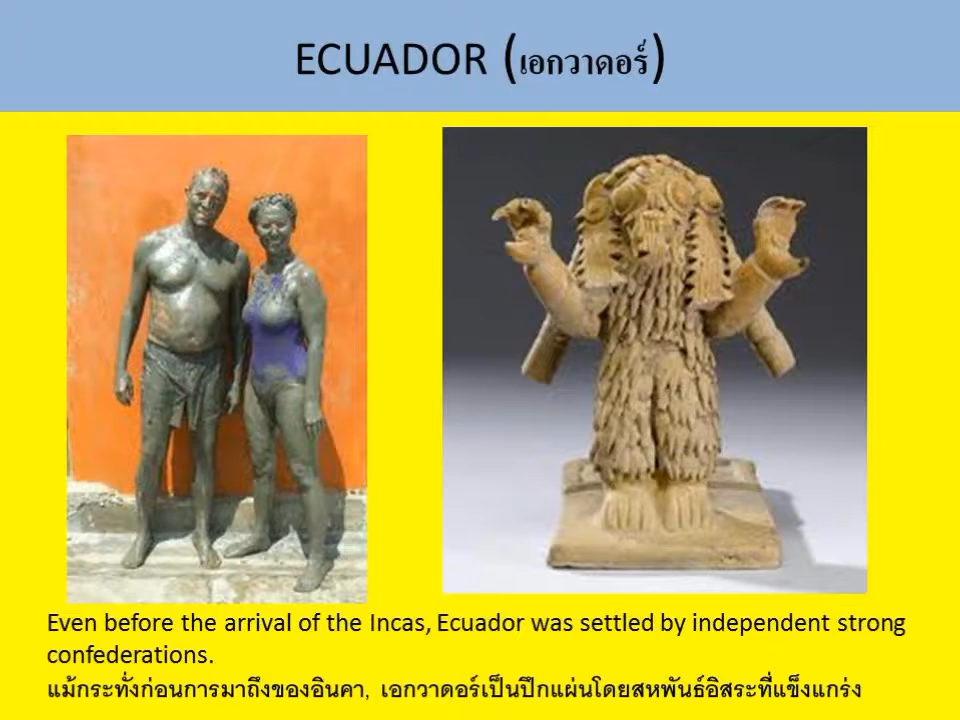 ECUADOR (เอกวาดอร์)
Even before the arrival of the Incas, Ecuador was settled by independent strong
confederations.
แม้กระทั่งก่อนการมาถึงของอินคา, เอกวาดอร์เป็นปึกแผ่นโดยสหพันธ์อิสระที่แข็งแกร่ง